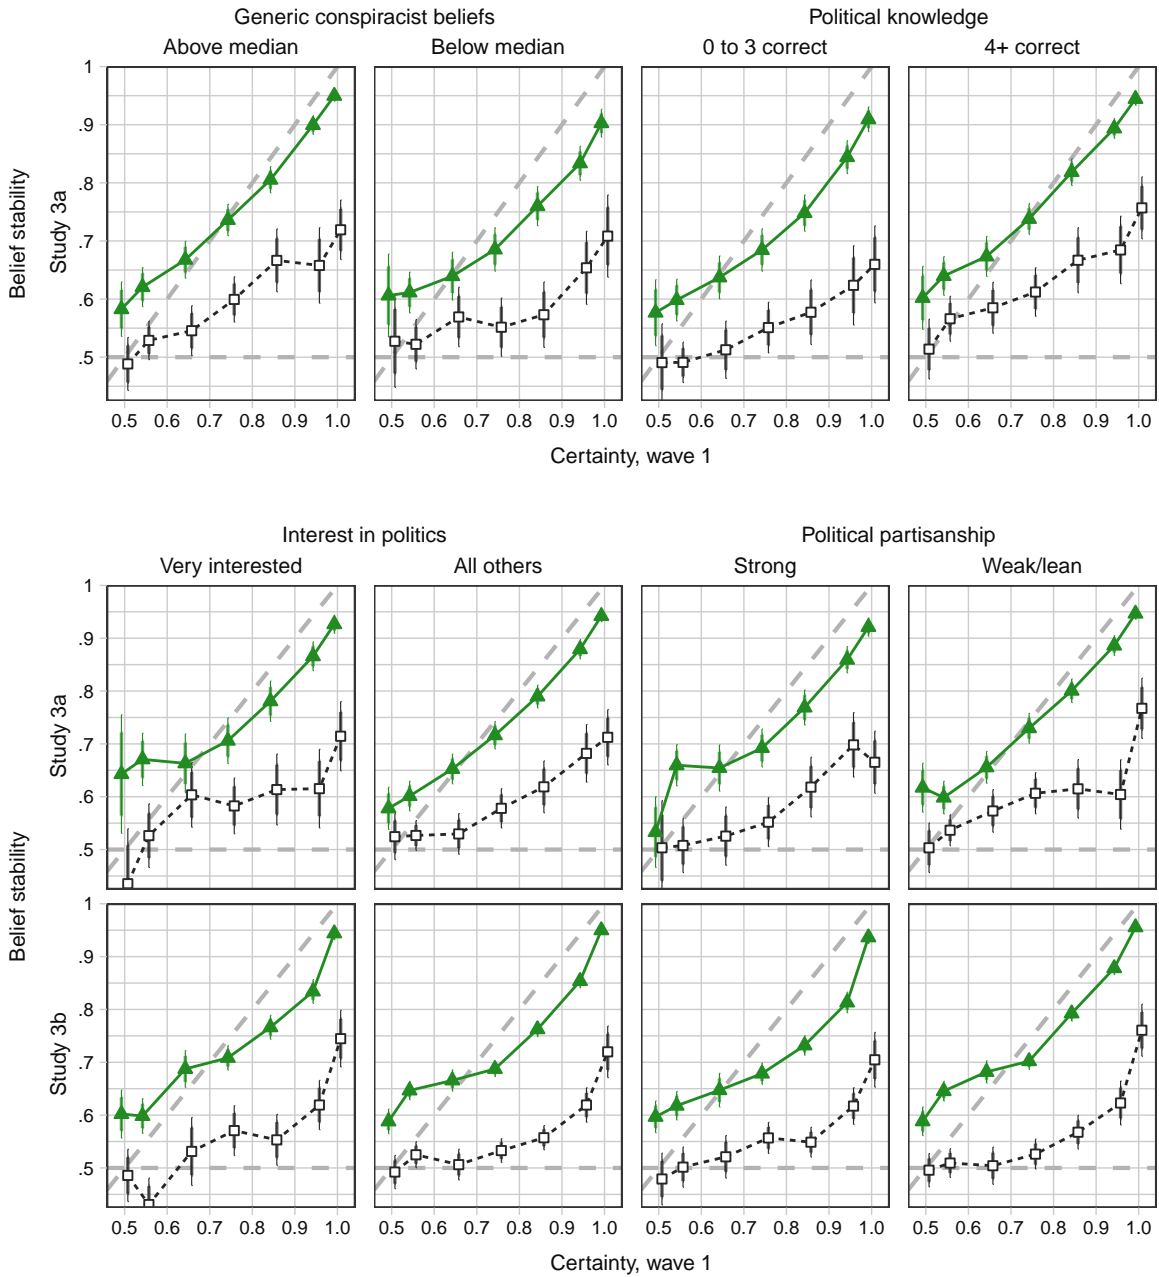 Generic conspiracist beliefs Political knowledge
Above median Below median 0 to 3 correct 4+ correct
Belief stability
Study 3a
1
.9
.8
.7
.6
.5
0.5 0.6 0.7 0.8 0.9 1.0 0.5 0.6 0.7 0.8 0.9 1.0 0.5 0.6 0.7 0.8 0.9 1.0 0.5 0.6 0.7 0.8 0.9 1.0
Certainty, wave 1
Interest in politics Political partisanship
Very interested All others Strong Weak/lean
Belief stability
Study 3a
1
.9
.8
.7
.6
.5
Study 3b
1
.9
.8
.7
.6
.5
0.5 0.6 0.7 0.8 0.9 1.0 0.5 0.6 0.7 0.8 0.9 1.0 0.5 0.6 0.7 0.8 0.9 1.0 0.5 0.6 0.7 0.8 0.9 1.0
Certainty, wave 1